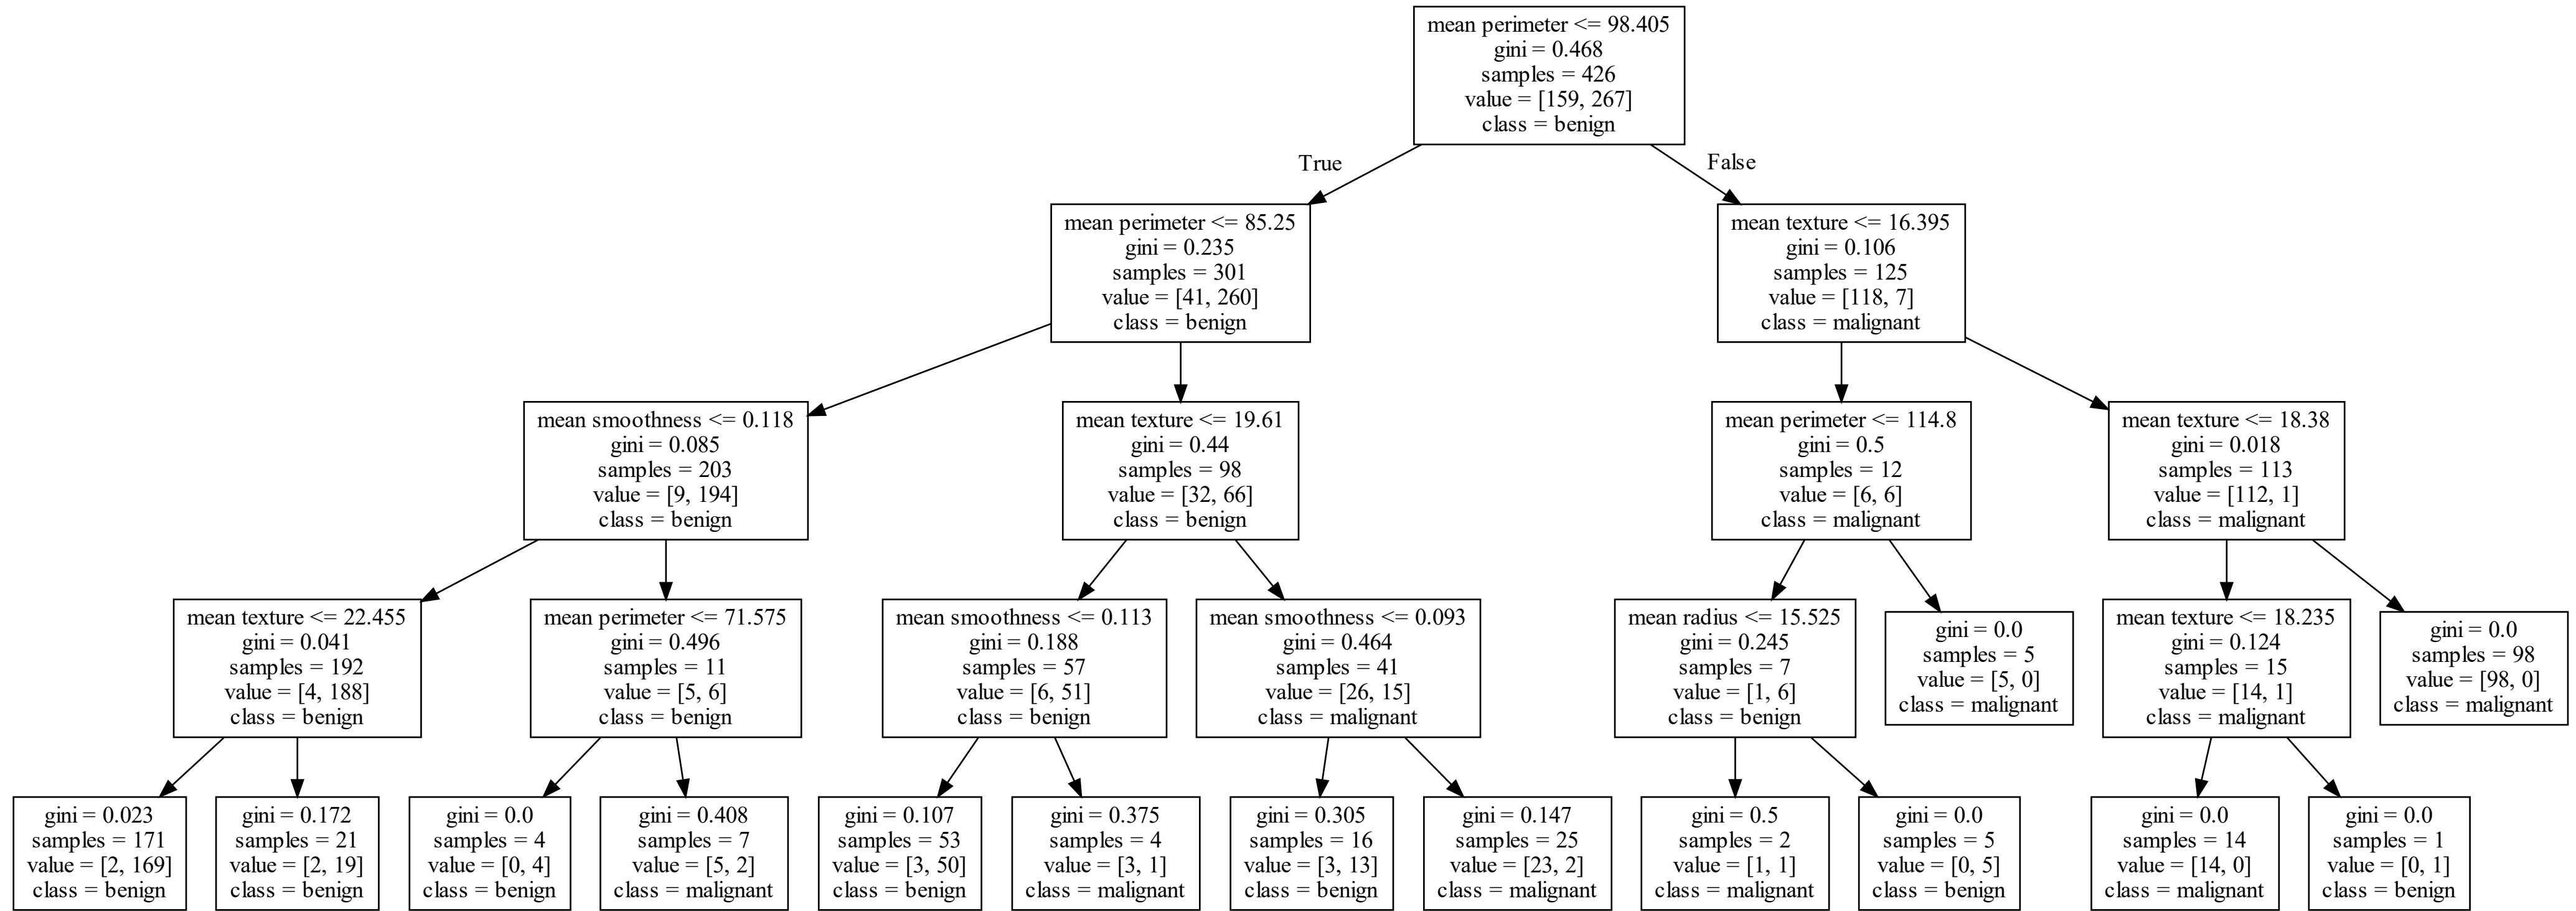 mean perimeter <= 98.405
gini = 0.468
samples = 426
value = [159, 267]
class = benign
True
False
mean perimeter <= 85.25
gini = 0.235
samples = 301
value = [41, 260]
class = benign
mean texture <= 16.395
gini = 0.106
samples = 125
value = [118, 7]
class = malignant
mean smoothness <= 0.118
gini = 0.085
samples = 203
value = [9, 194]
class = benign
mean texture <= 19.61
gini = 0.44
samples = 98
value = [32, 66]
class = benign
mean perimeter <= 114.8
gini = 0.5
samples = 12
value = [6, 6]
class = malignant
mean texture <= 18.38
gini = 0.018
samples = 113
value = [112, 1]
class = malignant
mean texture <= 22.455
gini = 0.041
samples = 192
value = [4, 188]
class = benign
mean perimeter <= 71.575
gini = 0.496
samples = 11
value = [5, 6]
class = benign
mean smoothness <= 0.113
gini = 0.188
samples = 57
value = [6, 51]
class = benign
mean smoothness <= 0.093
gini = 0.464
samples = 41
value = [26, 15]
class = malignant
mean radius <= 15.525
gini = 0.245
samples = 7
value = [1, 6]
class = benign
gini = 0.0
samples = 5
value = [5, 0]
class = malignant
mean texture <= 18.235
gini = 0.124
samples = 15
value = [14, 1]
class = malignant
gini = 0.0
samples = 98
value = [98, 0]
class = malignant
gini = 0.023
samples = 171
value = [2, 169]
class = benign
gini = 0.172
samples = 21
value = [2, 19]
class = benign
gini = 0.0
samples = 4
value = [0, 4]
class = benign
gini = 0.408
samples = 7
value = [5, 2]
class = malignant
gini = 0.107
samples = 53
value = [3, 50]
class = benign
gini = 0.375
samples = 4
value = [3, 1]
class = malignant
gini = 0.305
samples = 16
value = [3, 13]
class = benign
gini = 0.147
samples = 25
value = [23, 2]
class = malignant
gini = 0.5
samples = 2
value = [1, 1]
class = malignant
gini = 0.0
samples = 5
value = [0, 5]
class = benign
gini = 0.0
samples = 14
value = [14, 0]
class = malignant
gini = 0.0
samples = 1
value = [0, 1]
class = benign